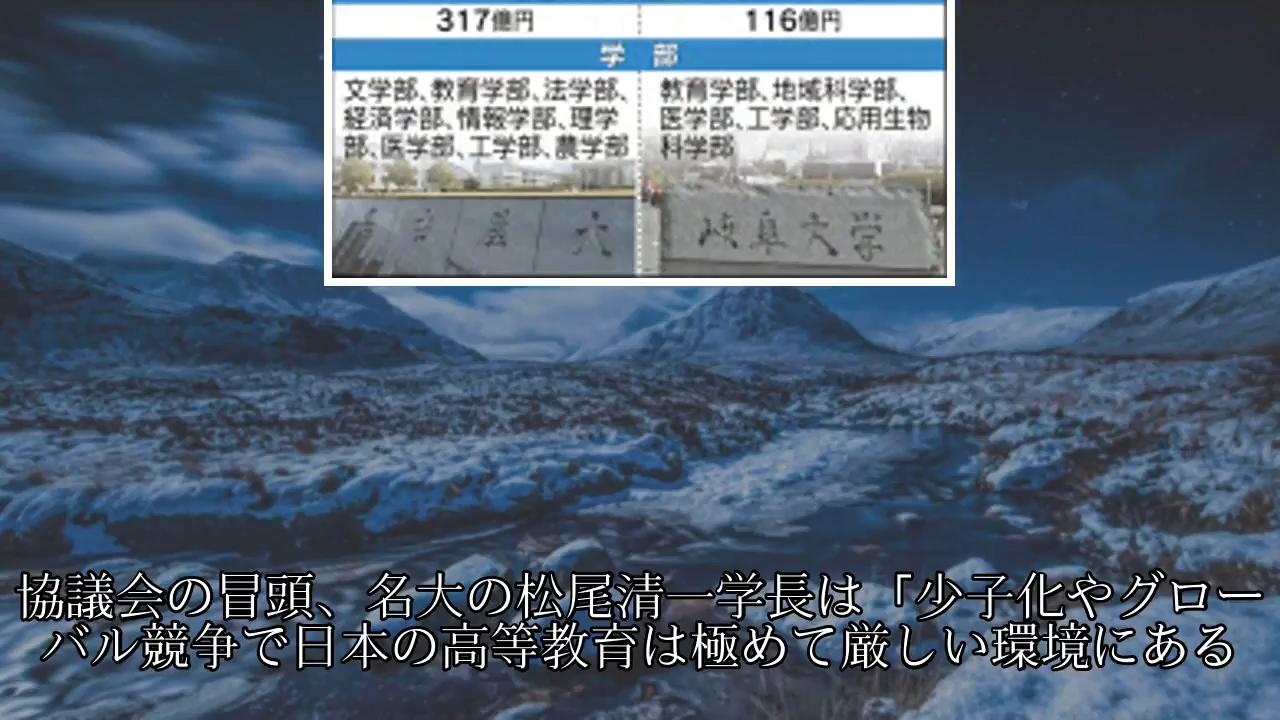 317億円
116億円
学 部
文学部、教育学部、法学部、
経済学部、情報学部、理学
部、医学部、工学部、農学部
教育学部、地域科学部、
医学部、工学部、応用生物
科学部
大
岐阜大学
協議会の冒頭、名大の松尾清一学長は「少子化やグロー
バル競争で日本の高等教育は極めて厳しい環境にある